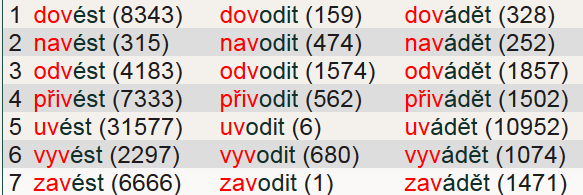 1 dovést (8343) dovodit (159) dovádět (328)
2 navést (315) navodit (474) navádět (252)
3 odvést (4183) odvodit (1574) odvádět (1857)
4 přivést (7333) přivodit (562) přivádět (1502)
5 uvést (31577) uvodit (6) uvádět (10952)
6 vyvést (2297) vyvodit (680) vyvádět (1074)
7 zavést (6666) zavodit (1) zavádět (1471)